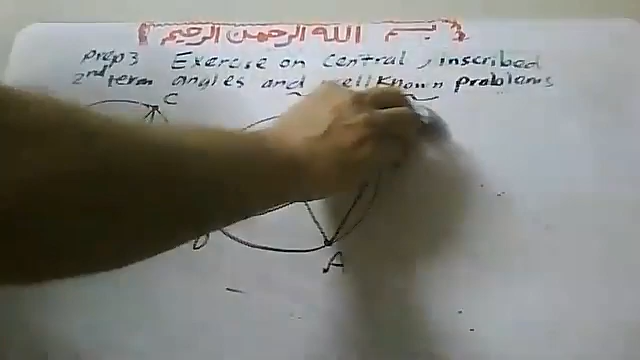 بسم الله الرحمن الرحيم
prep3 Exercise on central, inscribed
2nd term angles and well known problems
C
A